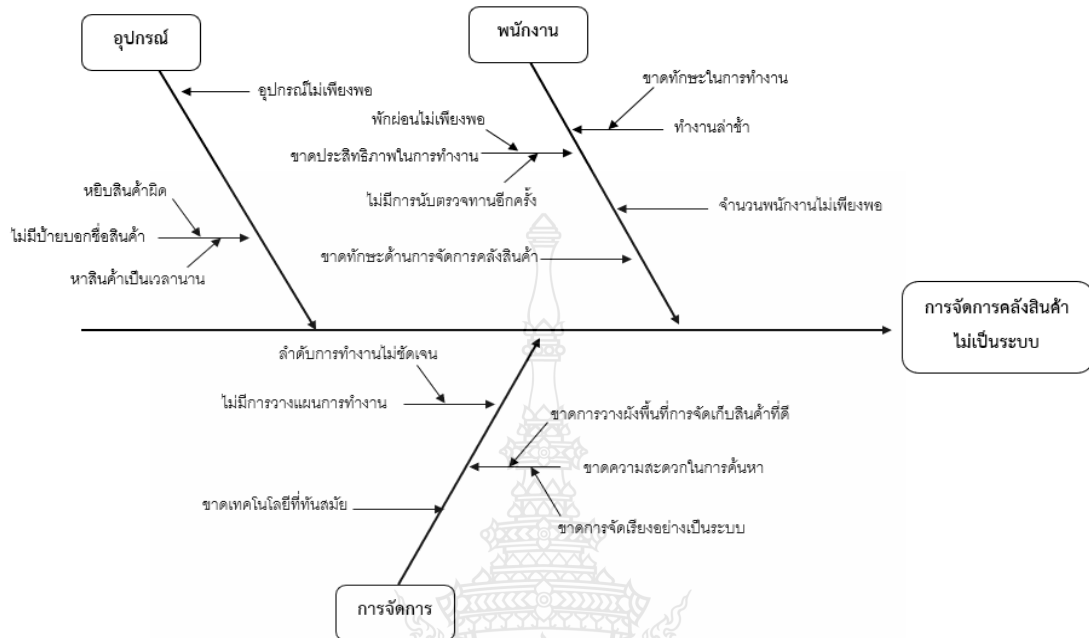 อุปกรณ์
พนักงาน
อุปกรณ์ไม่เพียงพอ
ขาดทักษะในการทำงาน
พักผ่อนไม่เพียงพอ
ทำงานล่าช้า
ขาดประสิทธิภาพในการทำงาน
หยิบสินค้าผิด
ไม่มีการนับตรวจทานอีกครั้ง
จำนวนพนักงานไม่เพียงพอ
ไม่มีป้ายบอกชื่อสินค้า
ขาดทักษะด้านการจัดการคลังสินค้า
หาสินค้าเป็นเวลานาน
การจัดการคลังสินค้า
ไม่เป็นระบบ
ลำดับการทำงานไม่ชัดเจน
ไม่มีการวางแผนการทำงาน
ขาดการวางผังพื้นที่การจัดเก็บสินค้าที่ดี
ขาดความสะดวกในการค้นหา
ขาดเทคโนโลยีที่ทันสมัย
ขาดการจัดเรียงอย่างเป็นระบบ
การจัดการ